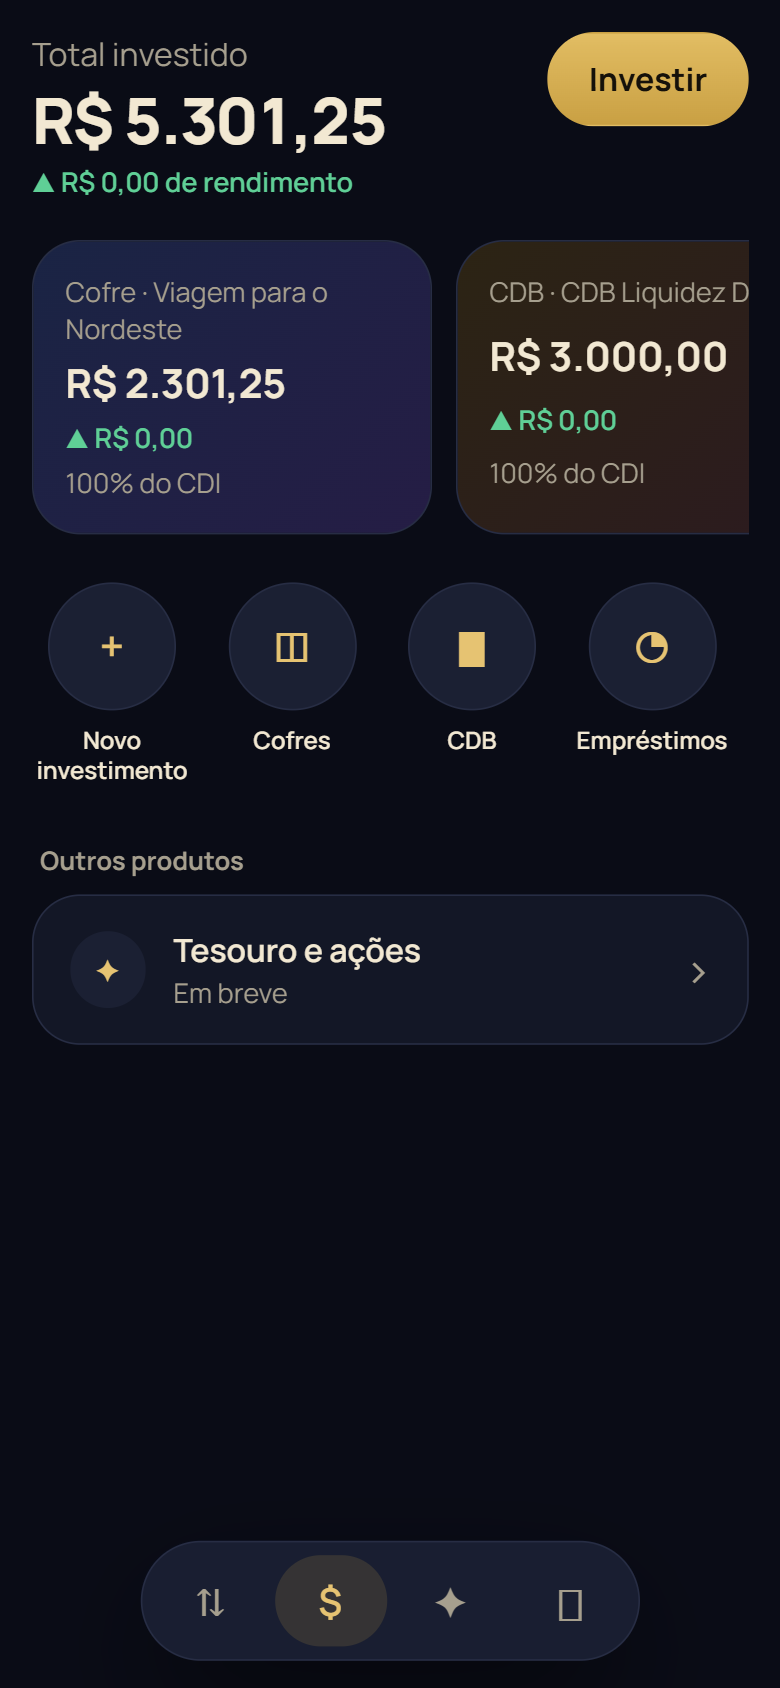 Total investido
Investir
R$ 5.301,25
▲ R$ 0,00 de rendimento
Cofre · Viagem para o
Nordeste
R$ 2.301,25
▲ R$ 0,00
100% do CDI
CDB · CDB Liquidez D
R$ 3.000,00
▲ R$ 0,00
100% do CDI
+
Novo
investimento
Cofres
CDB
Empréstimos
Outros produtos
Tesouro e ações
Em breve
$